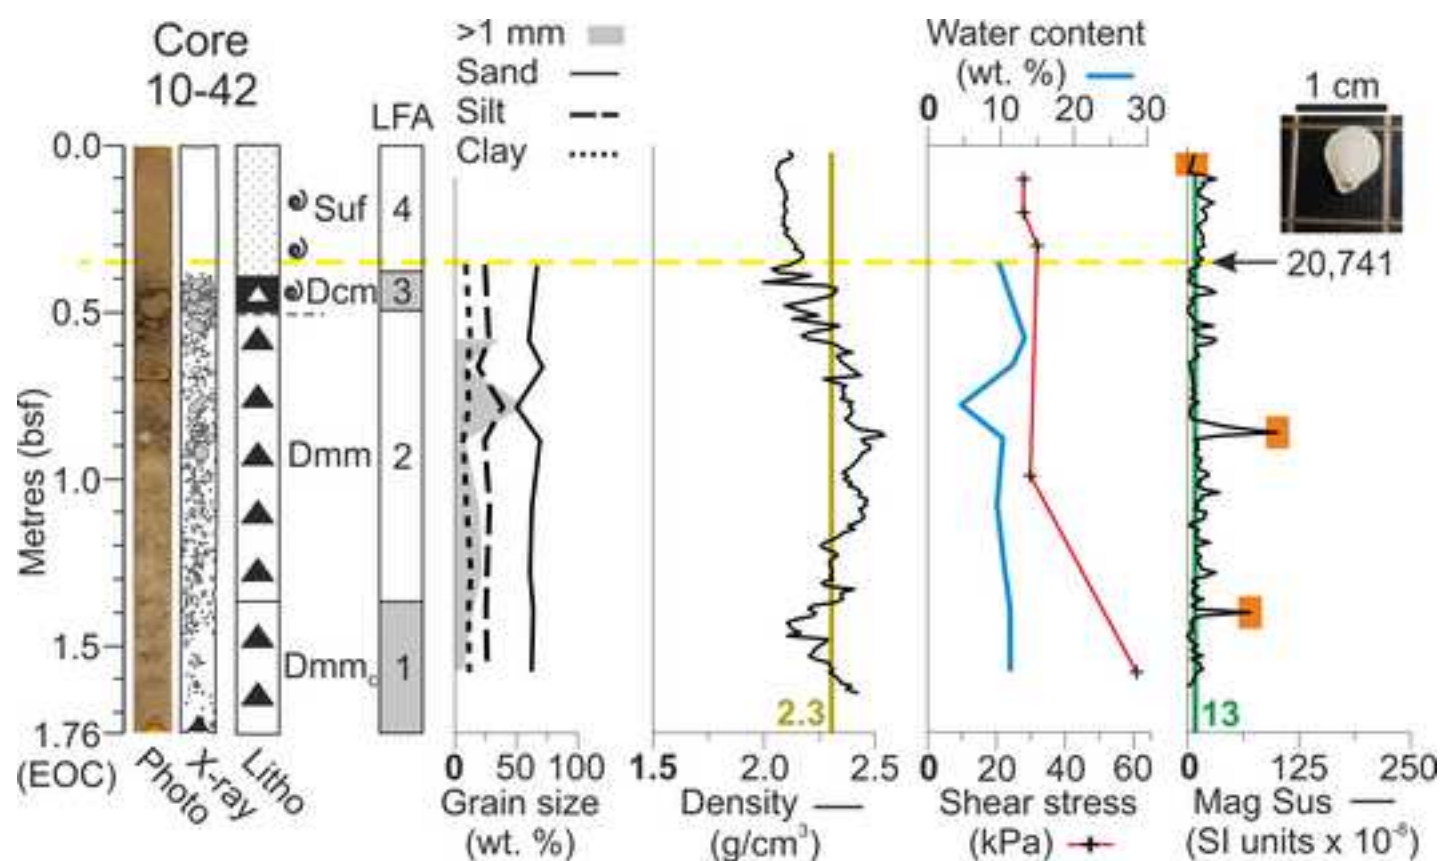 Core
10-42
LFA
>1 mm
Sand
Silt
Clay
Water content
(wt. %)
0 10 20 30
1 cm
0.0
0.5
1.0
1.5
1.76
(EOC)
Metres (bsf)
Suf
Dcm
Dmm
Dmm
4
3
2
1
20,741
2.3
13
Photo
X-ray
Litho
0 50 100
Grain size
(wt. %)
1.5 2.0 2.5
Density
(g/cm³)
0 20 40 60
Shear stress
(kPa)
0 125 250
Mag Sus
(SI units x 10⁻⁸)